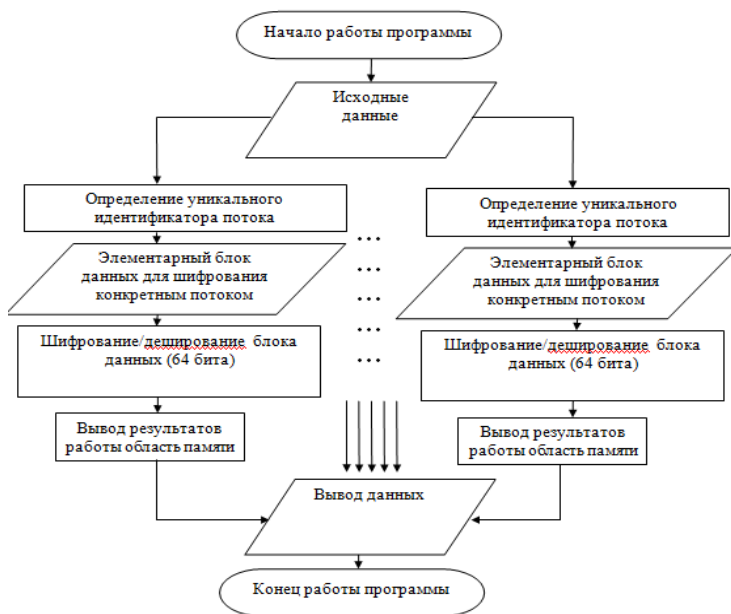 Начало работы программы
Исходные
данные
Определение уникального
идентификатора потока
Элементарный блок
данных для шифрования
конкретным потоком
Шифрование/деширование блока
данных (64 бита)
Вывод результатов
работы область памяти
...
...
...
...
...
Определение уникального
идентификатора потока
Элементарный блок
данных для шифрования
конкретным потоком
Шифрование/деширование блока
данных (64 бита)
Вывод результатов
работы область памяти
Вывод данных
Конец работы программы